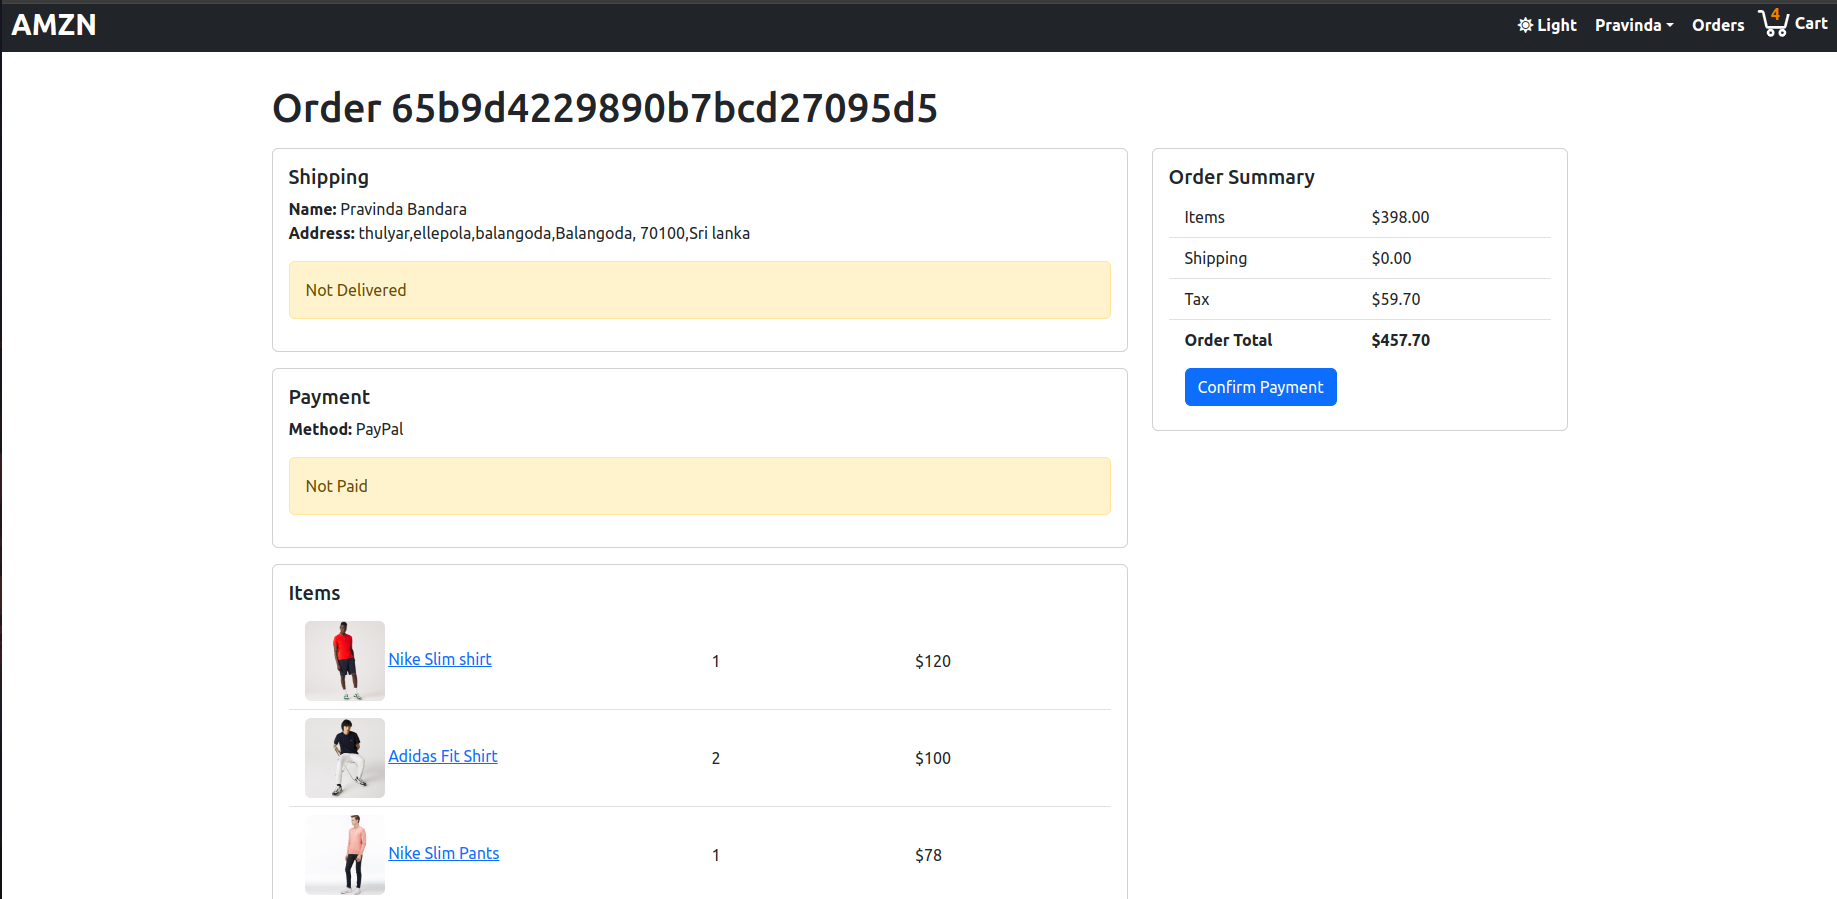 AMZN
Light Pravinda Orders 4 Cart
Order 65b9d4229890b7bcd27095d5
Shipping
Name: Pravinda Bandara
Address: thulyar,ellepola,balangoda,Balangoda, 70100,Sri lanka
Not Delivered
Payment
Method: PayPal
Not Paid
Items
Nike Slim shirt 1 $120
Adidas Fit Shirt 2 $100
Nike Slim Pants 1 $78
Order Summary
Items $398.00
Shipping $0.00
Tax $59.70
Order Total $457.70
Confirm Payment